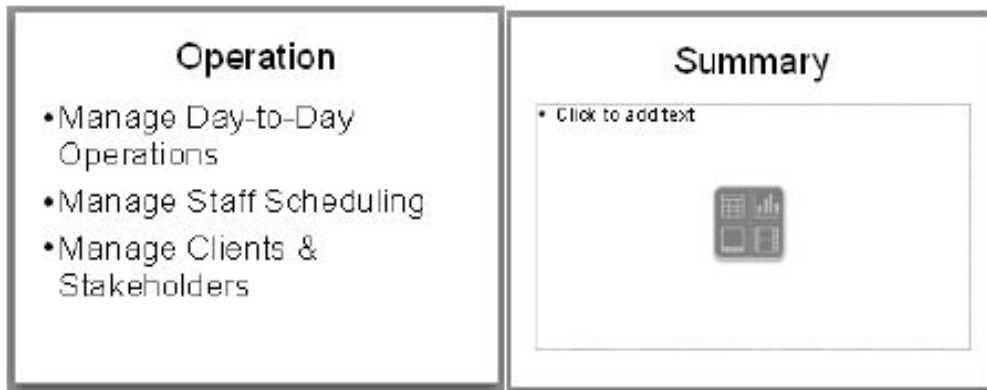 Operation
•Manage Day-to-Day
Operations
•Manage Staff Scheduling
•Manage Clients &
Stakeholders
Summary
• Click to add text